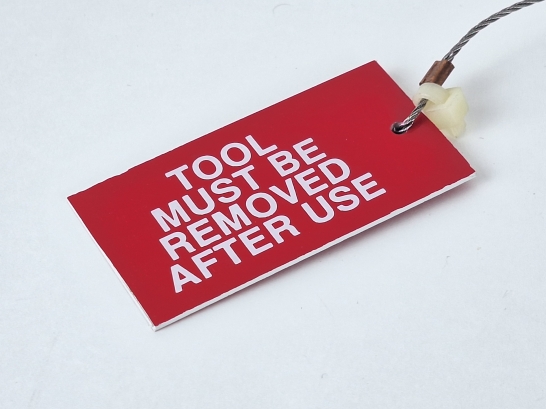 TOOL
MUST BE
REMOVED
AFTER USE